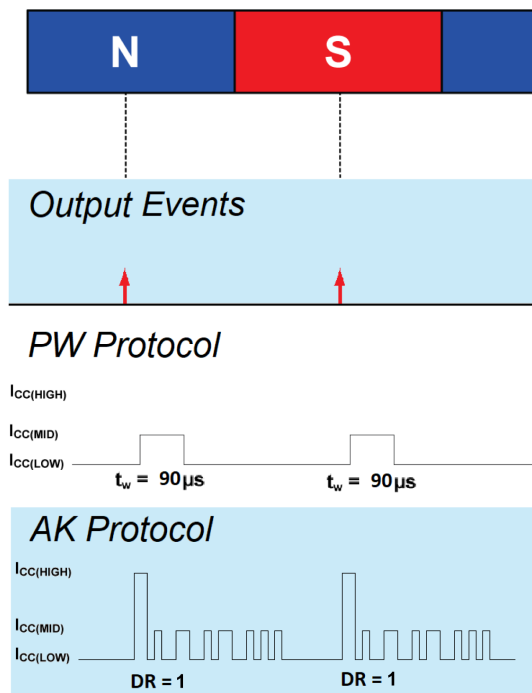 N S
Output Events
PW Protocol
ICC(HIGH)
ICC(MID)
ICC(LOW)
tw = 90µs tw = 90µs
AK Protocol
ICC(HIGH)
ICC(MID)
ICC(LOW)
DR = 1 DR = 1